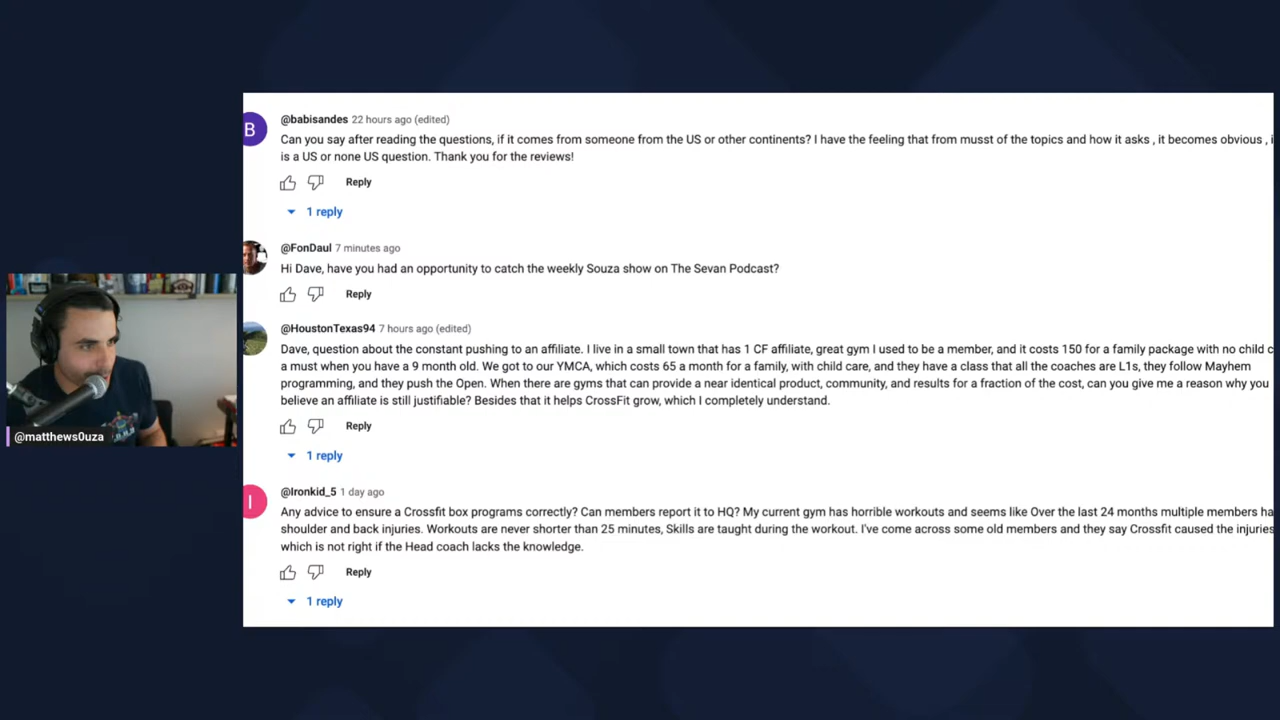 B
@babisandes 22 hours ago (edited)
Can you say after reading the questions, if it comes from someone from the US or other continents? I have the feeling that from musst of the topics and how it asks , it becomes obvious , i
is a US or none US question. Thank you for the reviews!
Reply
1 reply
@FonDaul 7 minutes ago
Hi Dave, have you had an opportunity to catch the weekly Souza show on The Sevan Podcast?
Reply
@HoustonTexas94 7 hours ago (edited)
Dave, question about the constant pushing to an affiliate. I live in a small town that has 1 CF affiliate, great gym I used to be a member, and it costs 150 for a family package with no child c
a must when you have a 9 month old. We got to our YMCA, which costs 65 a month for a family, with child care, and they have a class that all the coaches are L1s, they follow Mayhem
programming, and they push the Open. When there are gyms that can provide a near identical product, community, and results for a fraction of the cost, can you give me a reason why you
believe an affiliate is still justifiable? Besides that it helps CrossFit grow, which I completely understand.
Reply
@matthews0uza
1 reply
I
@Ironkid_5 1 day ago
Any advice to ensure a Crossfit box programs correctly? Can members report it to HQ? My current gym has horrible workouts and seems like Over the last 24 months multiple members ha
shoulder and back injuries. Workouts are never shorter than 25 minutes, Skills are taught during the workout. I've come across some old members and they say Crossfit caused the injuries
which is not right if the Head coach lacks the knowledge.
Reply
1 reply